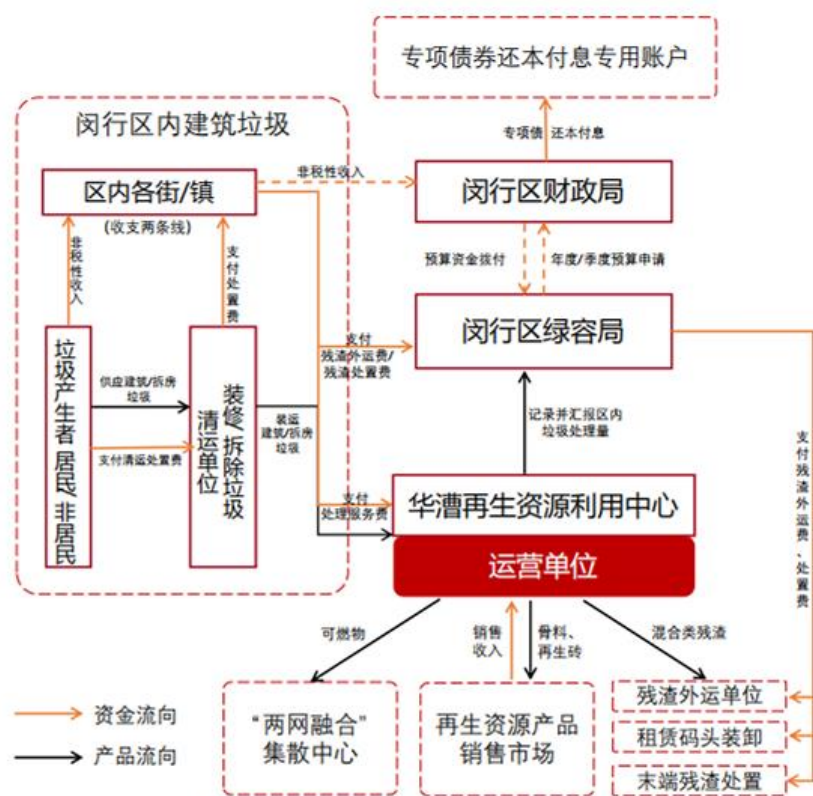 专项债券还本付息专用账户
闵行区内建筑垃圾
专项债 还本付息
非税性收入
区内各街/镇
闵行区财政局
(收支两条线)
非税性收入
支付处置费
预算资金拨付
年度/季度预算申请
闵行区绿容局
支付
残渣外运费/
残渣处置费
垃圾产生者 居民/非居民
供应建筑/拆房
垃圾
支付清运处置费
装修/拆除垃圾
清运单位
装运
建筑/拆房
垃圾
记录并汇报区内
垃圾处理量
支付残渣外运费、处置费
支付
处理服务费
华漕再生资源利用中心
运营单位
可燃物
销售
收入
骨料、
再生砖
混合类残渣
“两网融合”
集散中心
再生资源产品
销售市场
残渣外运单位
租赁码头装卸
末端残渣处置
资金流向
产品流向